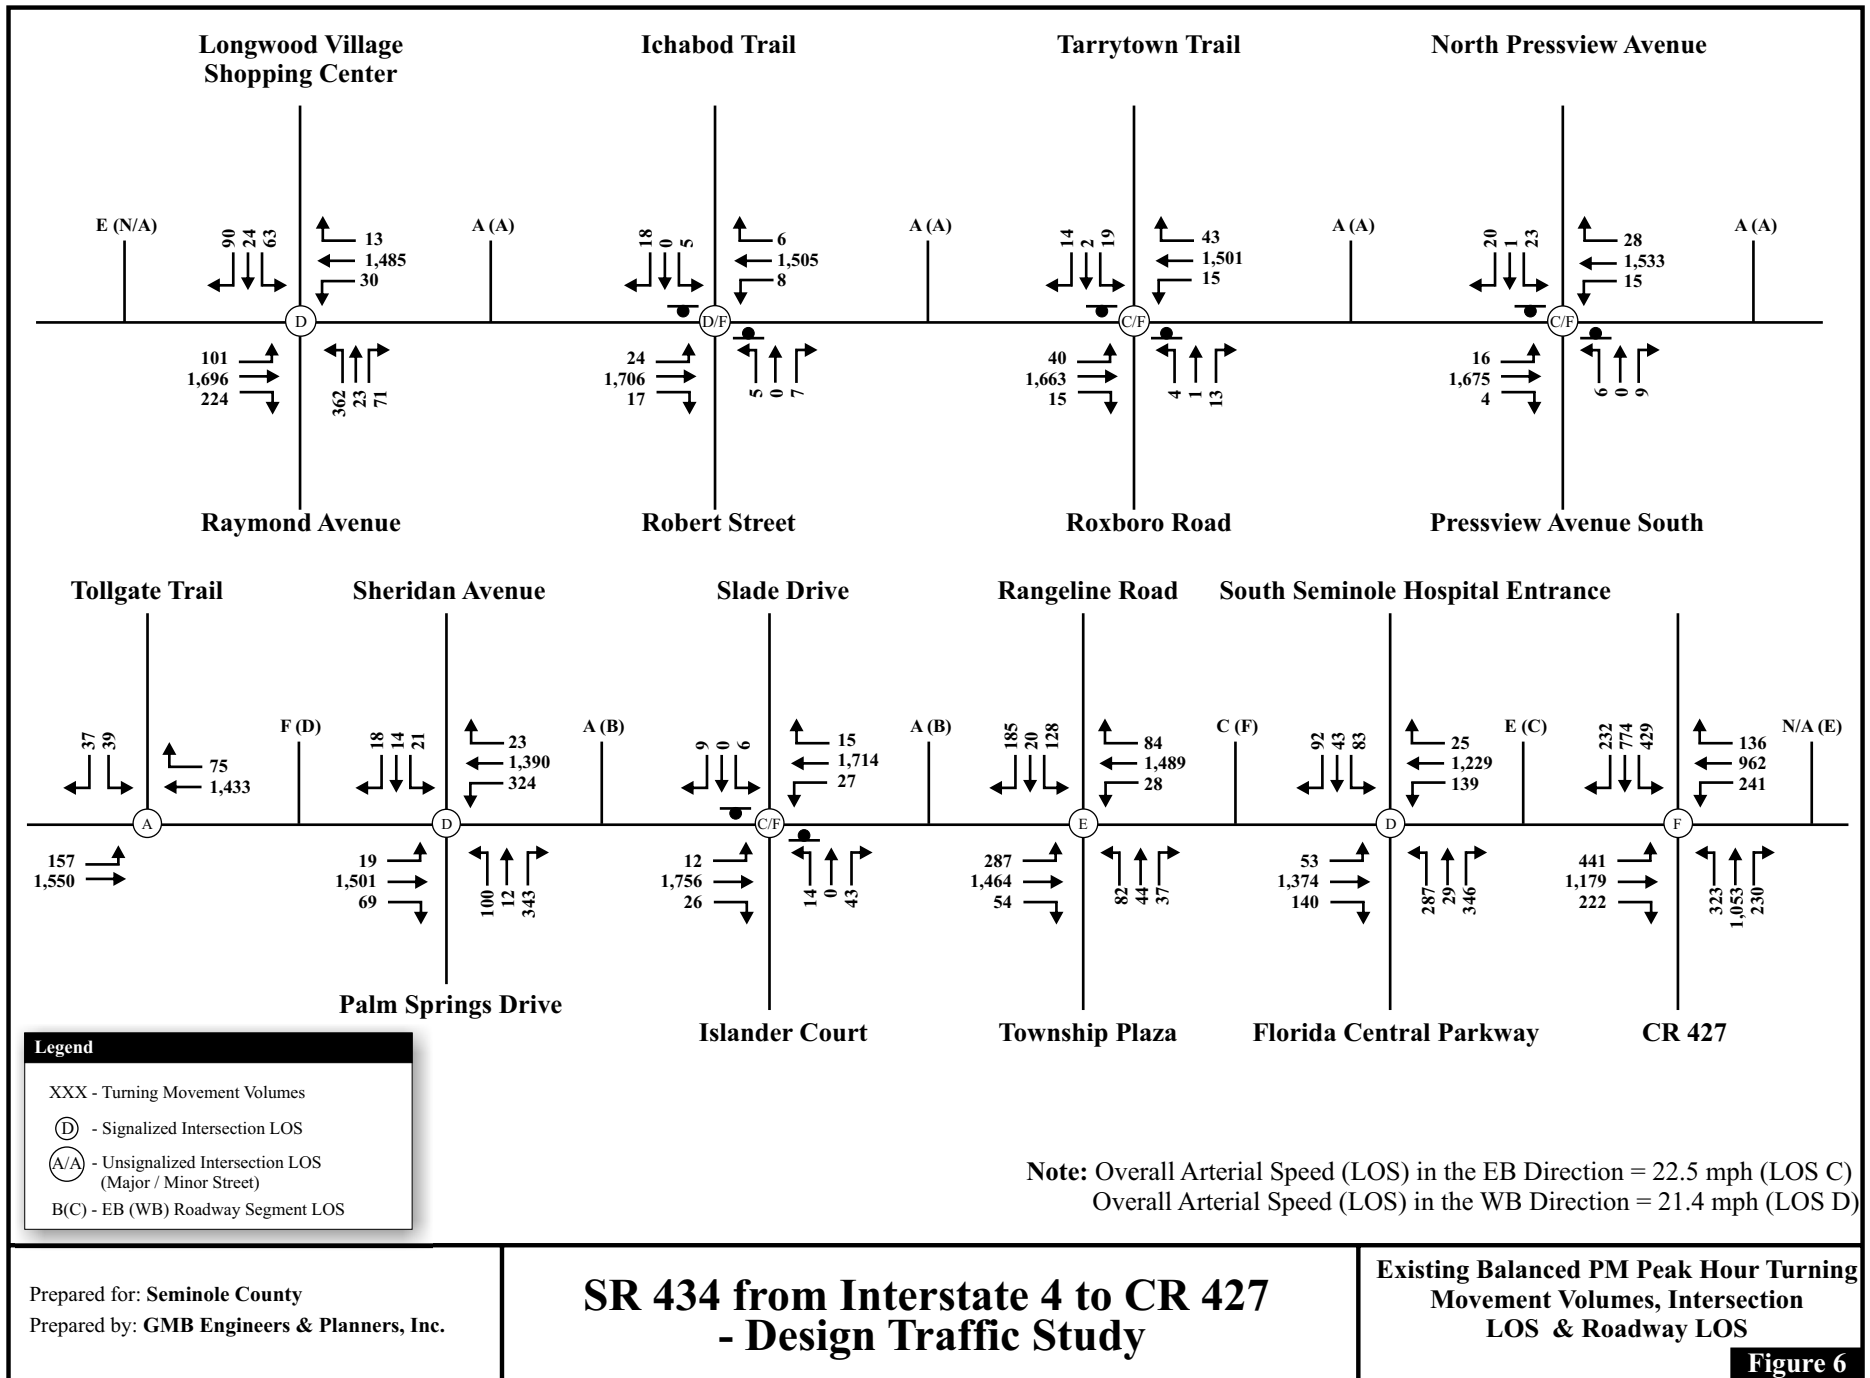 Longwood Village
Shopping Center
Ichabod Trail
Tarrytown Trail
North Pressview Avenue
E (N/A)
90
24
63
13
1,485
30
A (A)
18
0
5
6
1,505
8
A (A)
14
2
19
43
1,501
15
A (A)
20
1
23
28
1,533
15
A (A)
D
D/F
C/F
C/F
101
1,696
224
362
23
71
24
1,706
17
5
0
7
40
1,663
15
4
1
13
16
1,675
4
6
0
9
Raymond Avenue
Robert Street
Roxboro Road
Pressview Avenue South
Tollgate Trail
Sheridan Avenue
Slade Drive
Rangeline Road
South Seminole Hospital Entrance
37
39
75
1,433
F (D)
18
14
21
23
1,390
324
A (B)
9
0
6
15
1,714
27
A (B)
185
20
128
84
1,489
28
C (F)
92
43
83
25
1,229
139
E (C)
232
774
429
136
962
241
N/A (E)
A
D
C/F
E
D
F
157
1,550
19
1,501
69
100
12
343
12
1,756
26
14
0
43
287
1,464
54
82
44
37
53
1,374
140
287
29
346
441
1,179
222
323
1,053
230
Palm Springs Drive
Islander Court
Township Plaza
Florida Central Parkway
CR 427
Legend
XXX - Turning Movement Volumes
D - Signalized Intersection LOS
A/A - Unsignalized Intersection LOS
(Major / Minor Street)
B(C) - EB (WB) Roadway Segment LOS
Note: Overall Arterial Speed (LOS) in the EB Direction = 22.5 mph (LOS C)
Overall Arterial Speed (LOS) in the WB Direction = 21.4 mph (LOS D)
Prepared for: Seminole County
Prepared by: GMB Engineers & Planners, Inc.
SR 434 from Interstate 4 to CR 427
- Design Traffic Study
Existing Balanced PM Peak Hour Turning
Movement Volumes, Intersection
LOS & Roadway LOS
Figure 6